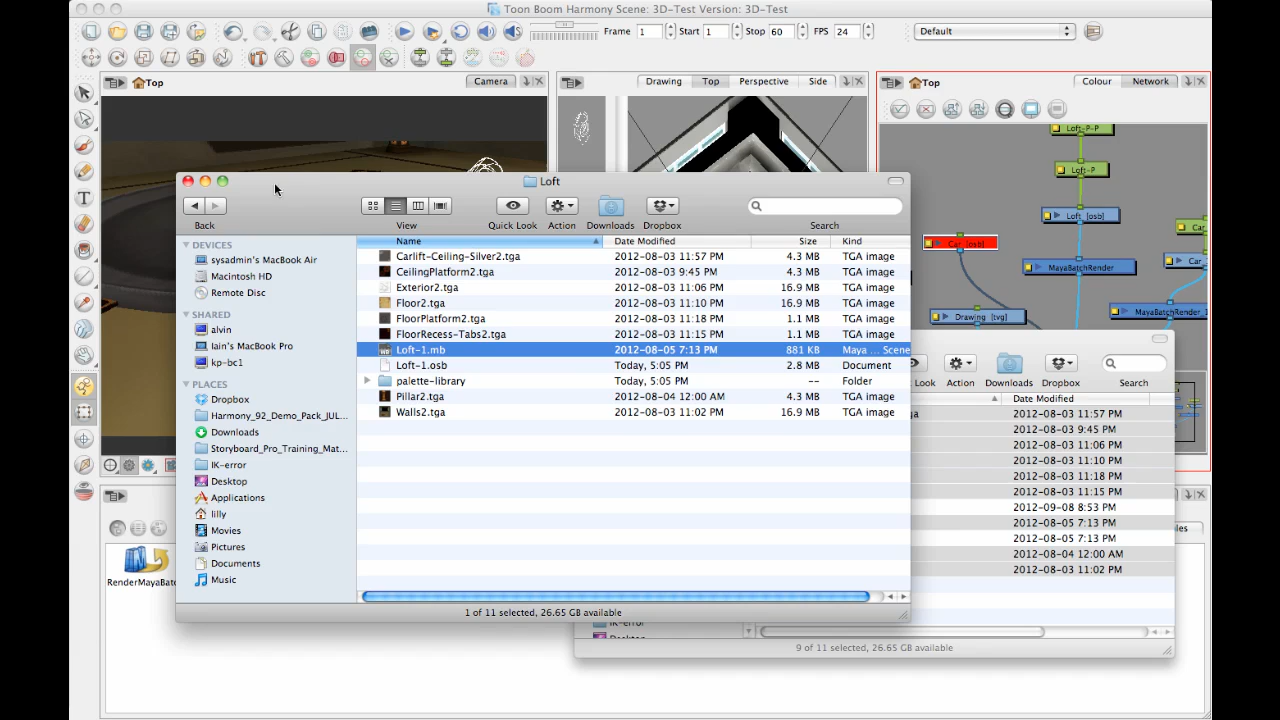 Toon Boom Harmony Scene: 3D-Test Version: 3D-Test
Frame 1 Start 1 Stop 60 FPS 24 Default
Top Camera
Drawing Top Perspective Side
Top Colour Network
Loft-P-P
Loft-P
Loft [osb]
Car [osb]
Car
MayaBatchRender
Car
Drawing [tvg]
MayaBatchRender_1
Loft
Back View Quick Look Action Downloads Dropbox Search
DEVICES
sysadmin's MacBook Air
Macintosh HD
Remote Disc
SHARED
alvin
Iain's MacBook Pro
kp-bc1
PLACES
Dropbox
Harmony_92_Demo_Pack_JUL...
Downloads
Storyboard_Pro_Training_Mat...
IK-error
Desktop
Applications
lilly
Movies
Pictures
Documents
Music
Name Date Modified Size Kind
Carlift-Ceiling-Silver2.tga 2012-08-03 11:57 PM 4.3 MB TGA image
CeilingPlatform2.tga 2012-08-03 9:45 PM 4.3 MB TGA image
Exterior2.tga 2012-08-03 11:06 PM 16.9 MB TGA image
Floor2.tga 2012-08-03 11:10 PM 16.9 MB TGA image
FloorPlatform2.tga 2012-08-03 11:18 PM 1.1 MB TGA image
FloorRecess-Tabs2.tga 2012-08-03 11:15 PM 1.1 MB TGA image
Loft-1.mb 2012-08-05 7:13 PM 881 KB Maya ... Scene
Loft-1.osb Today, 5:05 PM 2.8 MB Document
palette-library Today, 5:05 PM -- Folder
Pillar2.tga 2012-08-04 12:00 AM 4.3 MB TGA image
Walls2.tga 2012-08-03 11:02 PM 16.9 MB TGA image
1 of 11 selected, 26.65 GB available
Look Action Downloads Dropbox Search
Date Modified
ga 2012-08-03 11:57 PM
2012-08-03 9:45 PM
2012-08-03 11:06 PM
2012-08-03 11:10 PM
2012-08-03 11:18 PM
2012-08-03 11:15 PM
2012-09-08 8:53 PM
2012-08-05 7:13 PM
2012-08-05 7:13 PM
2012-08-04 12:00 AM
2012-08-03 11:02 PM
IK-error
Desktop
9 of 11 selected, 26.65 GB available
RenderMayaBatc
les